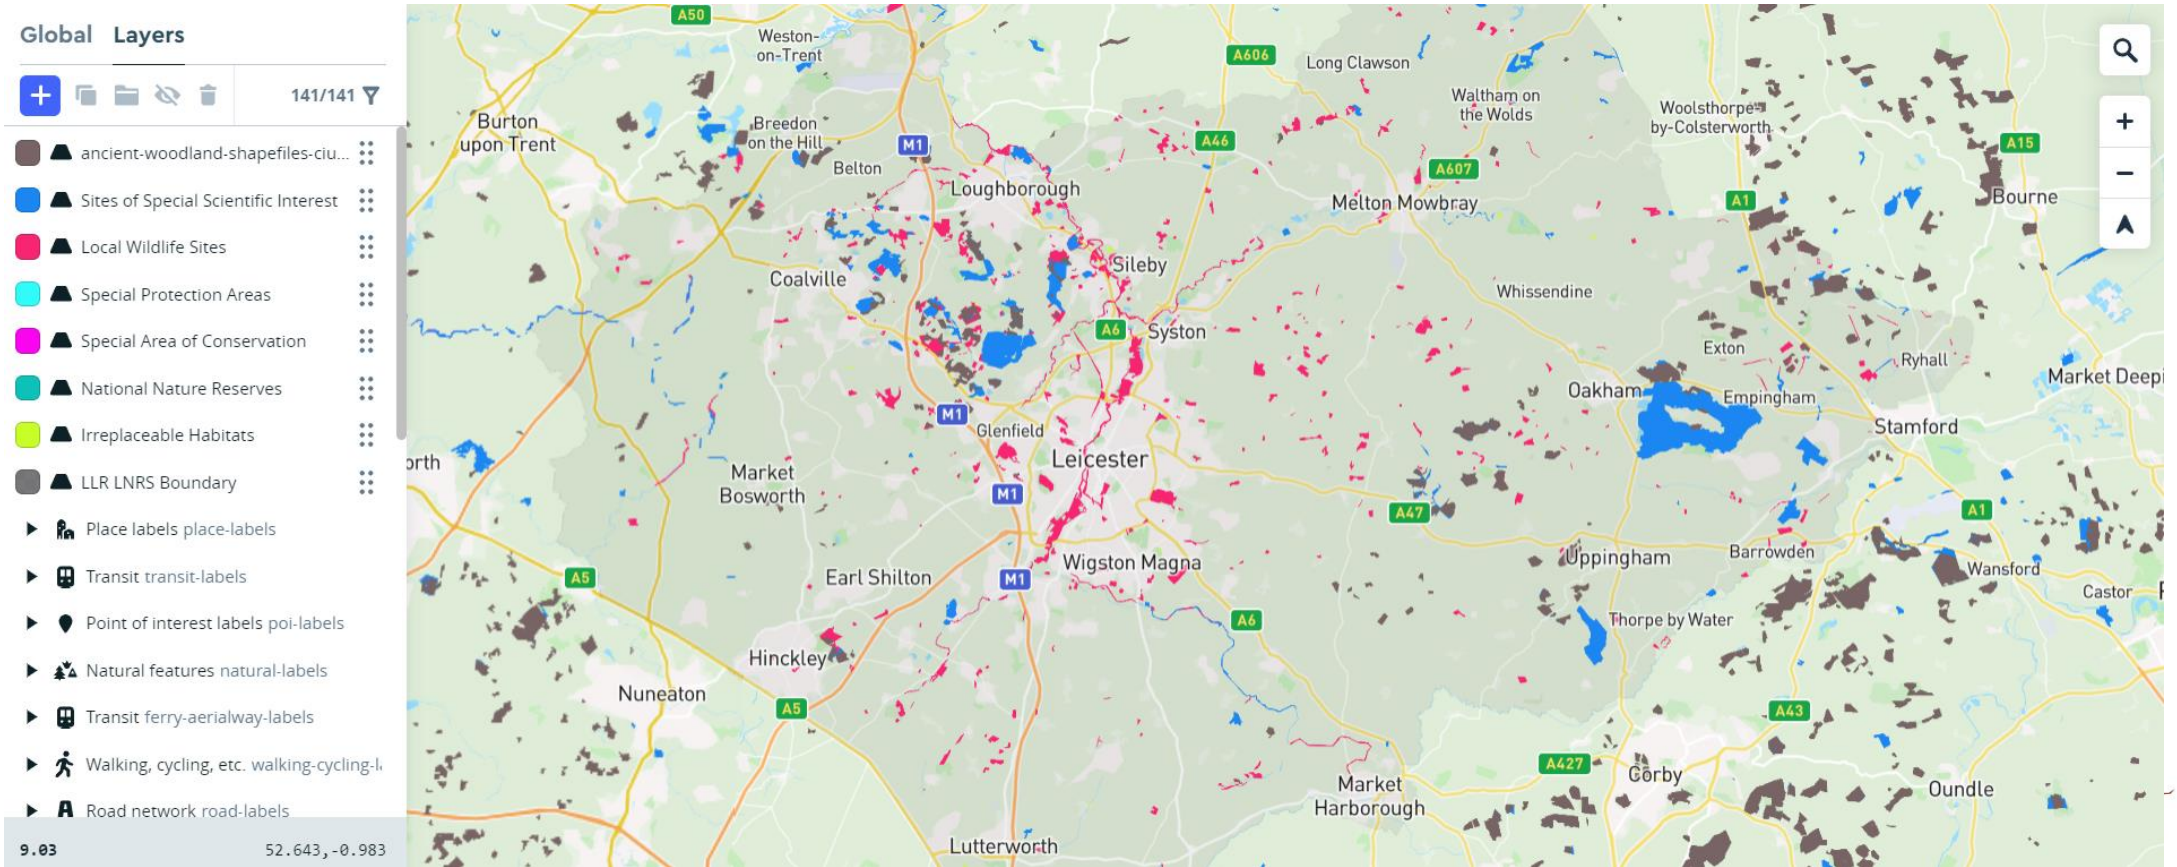 Global Layers
141/141
ancient-woodland-shapefiles-ciu...
Sites of Special Scientific Interest
Local Wildlife Sites
Special Protection Areas
Special Area of Conservation
National Nature Reserves
Irreplaceable Habitats
LLR LNRS Boundary
Place labels place-labels
Transit transit-labels
Point of interest labels poi-labels
Natural features natural-labels
Transit ferry-aerialway-labels
Walking, cycling, etc. walking-cycling-l
Road network road-labels
9.03 52.643,-0.983
A50
Weston-
on-Trent
A606
Long Clawson
Waltham on
the Wolds
Woolsthorpe-
by-Colsterworth
Burton
upon Trent
Breedon
on the Hill
M1
A46
A15
Belton
A607
Loughborough
Melton Mowbray
A1
Bourne
Sileby
Coalville
Whissendine
A6
Syston
Exton
Ryhall
Oakham
Empingham
Market Deepi
M1
Glenfield
Stamford
orth
Leicester
Market
Bosworth
M1
A47
A1
Uppingham
Barrowden
Wigston Magna
Earl Shilton
M1
A5
Wansford
Castor
A6
Thorpe by Water
Hinckley
Nuneaton
A5
A43
A427
Corby
Market
Harborough
Oundle
Lutterworth